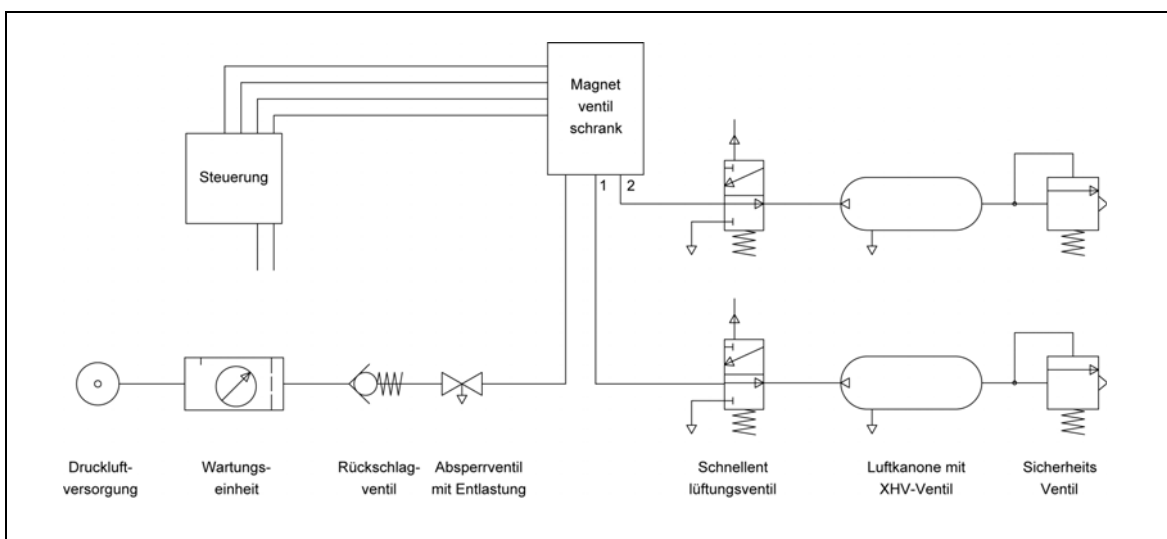 Magnet
ventil
schrank
Steuerung
1 2
Druckluft-
versorgung
Wartungs-
einheit
Rückschlag-
ventil
Absperrventil
mit Entlastung
Schnellent
lüftungsventil
Luftkanone mit
XHV-Ventil
Sicherheits
Ventil